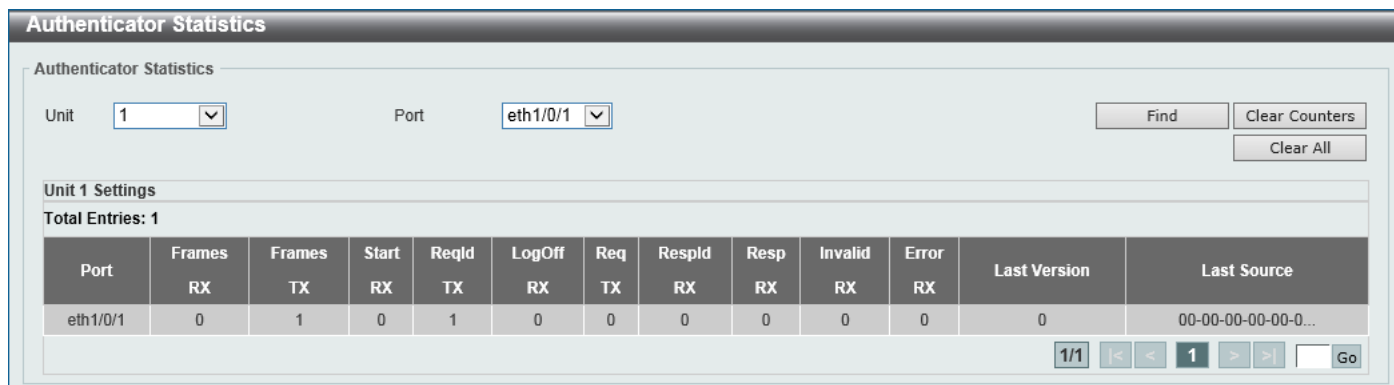 Authenticator Statistics
Authenticator Statistics
Unit 1 Port eth1/0/1 Find Clear Counters
Clear All
Unit 1 Settings
Total Entries: 1
Port Frames RX Frames TX Start RX ReqId TX LogOff RX Req TX RespId RX Resp RX Invalid RX Error RX Last Version Last Source
eth1/0/1 0 1 0 1 0 0 0 0 0 0 0 00-00-00-00-00-0...
1/1 |< < 1 > >| Go